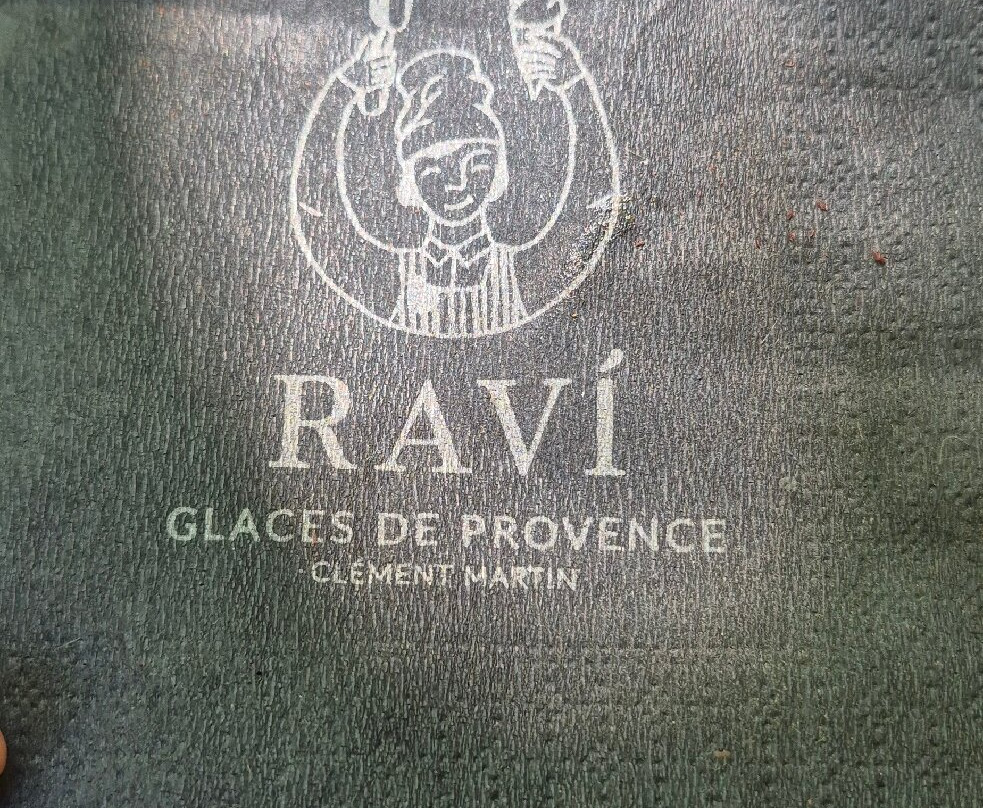 RAVÍ
GLACES DE PROVENCE
CLÉMENT MARTIN